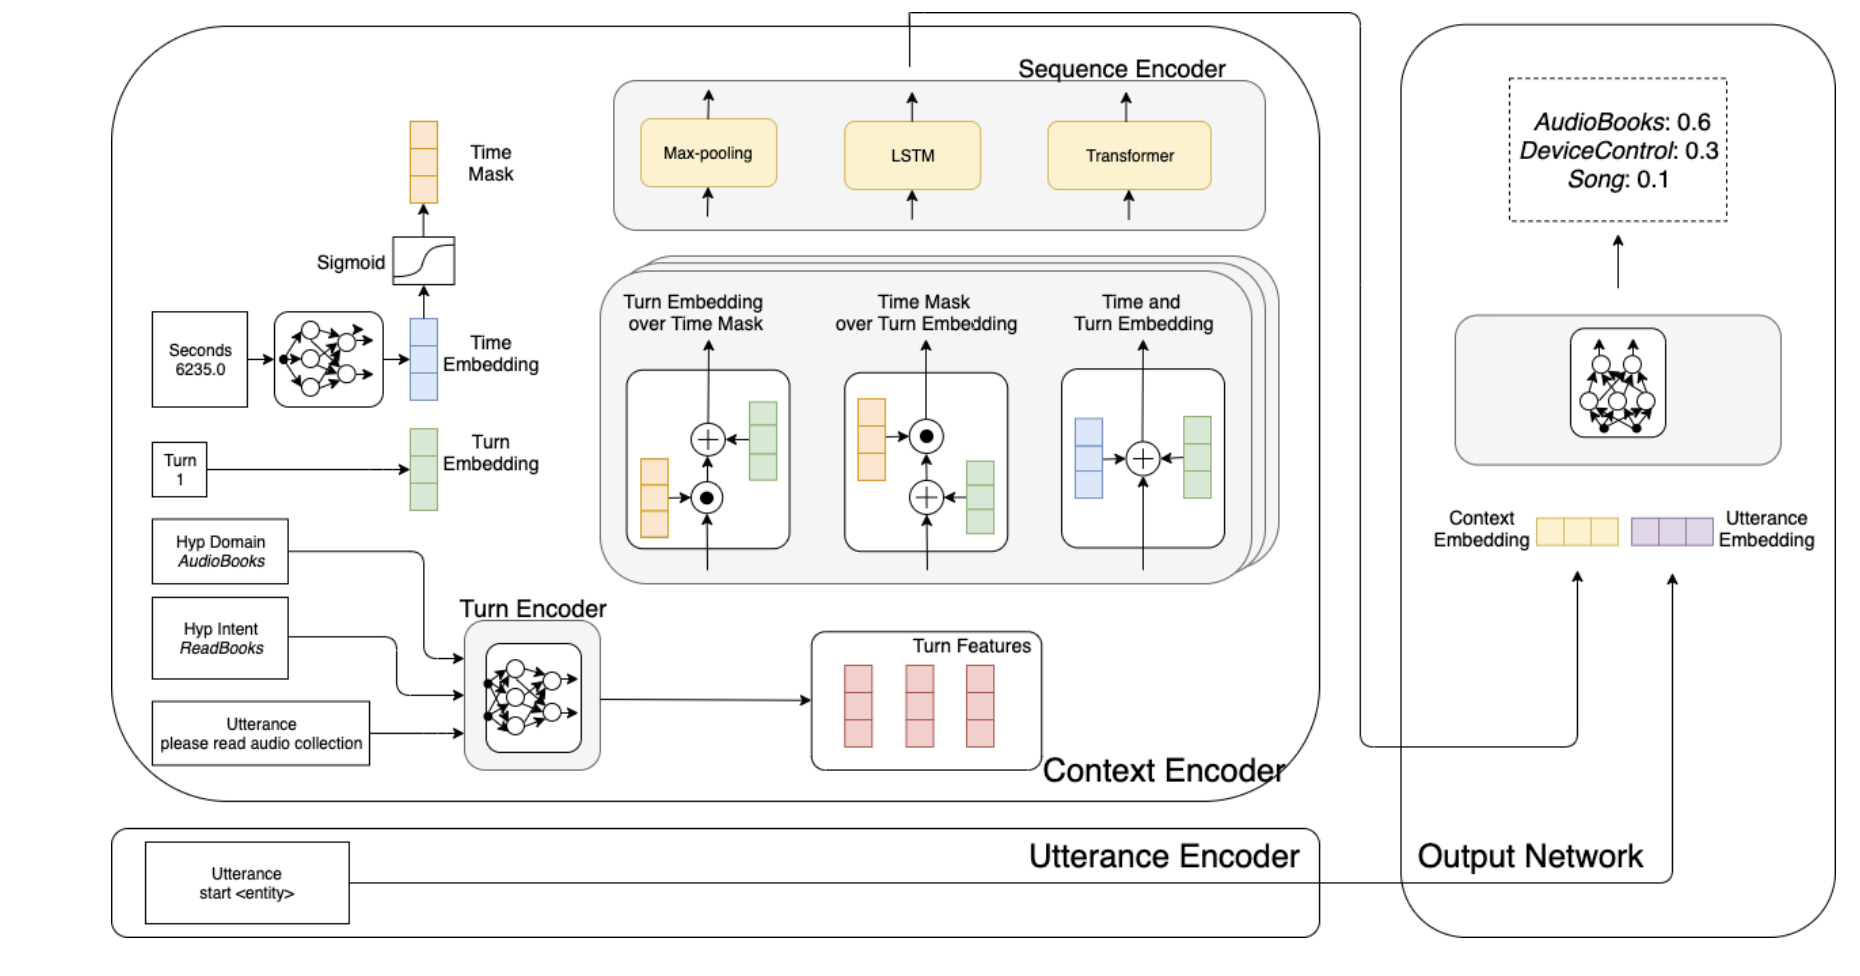 Sequence Encoder
Max-pooling
LSTM
Transformer
Time
Mask
Sigmoid
Seconds
6235.0
Time
Embedding
Turn
1
Turn
Embedding
Turn Embedding
over Time Mask
Time Mask
over Turn Embedding
Time and
Turn Embedding
Hyp Domain
AudioBooks
Hyp Intent
ReadBooks
Utterance
please read audio collection
Turn Encoder
Turn Features
Context Encoder
Utterance
start <entity>
Utterance Encoder
AudioBooks: 0.6
DeviceControl: 0.3
Song: 0.1
Context
Embedding
Utterance
Embedding
Output Network